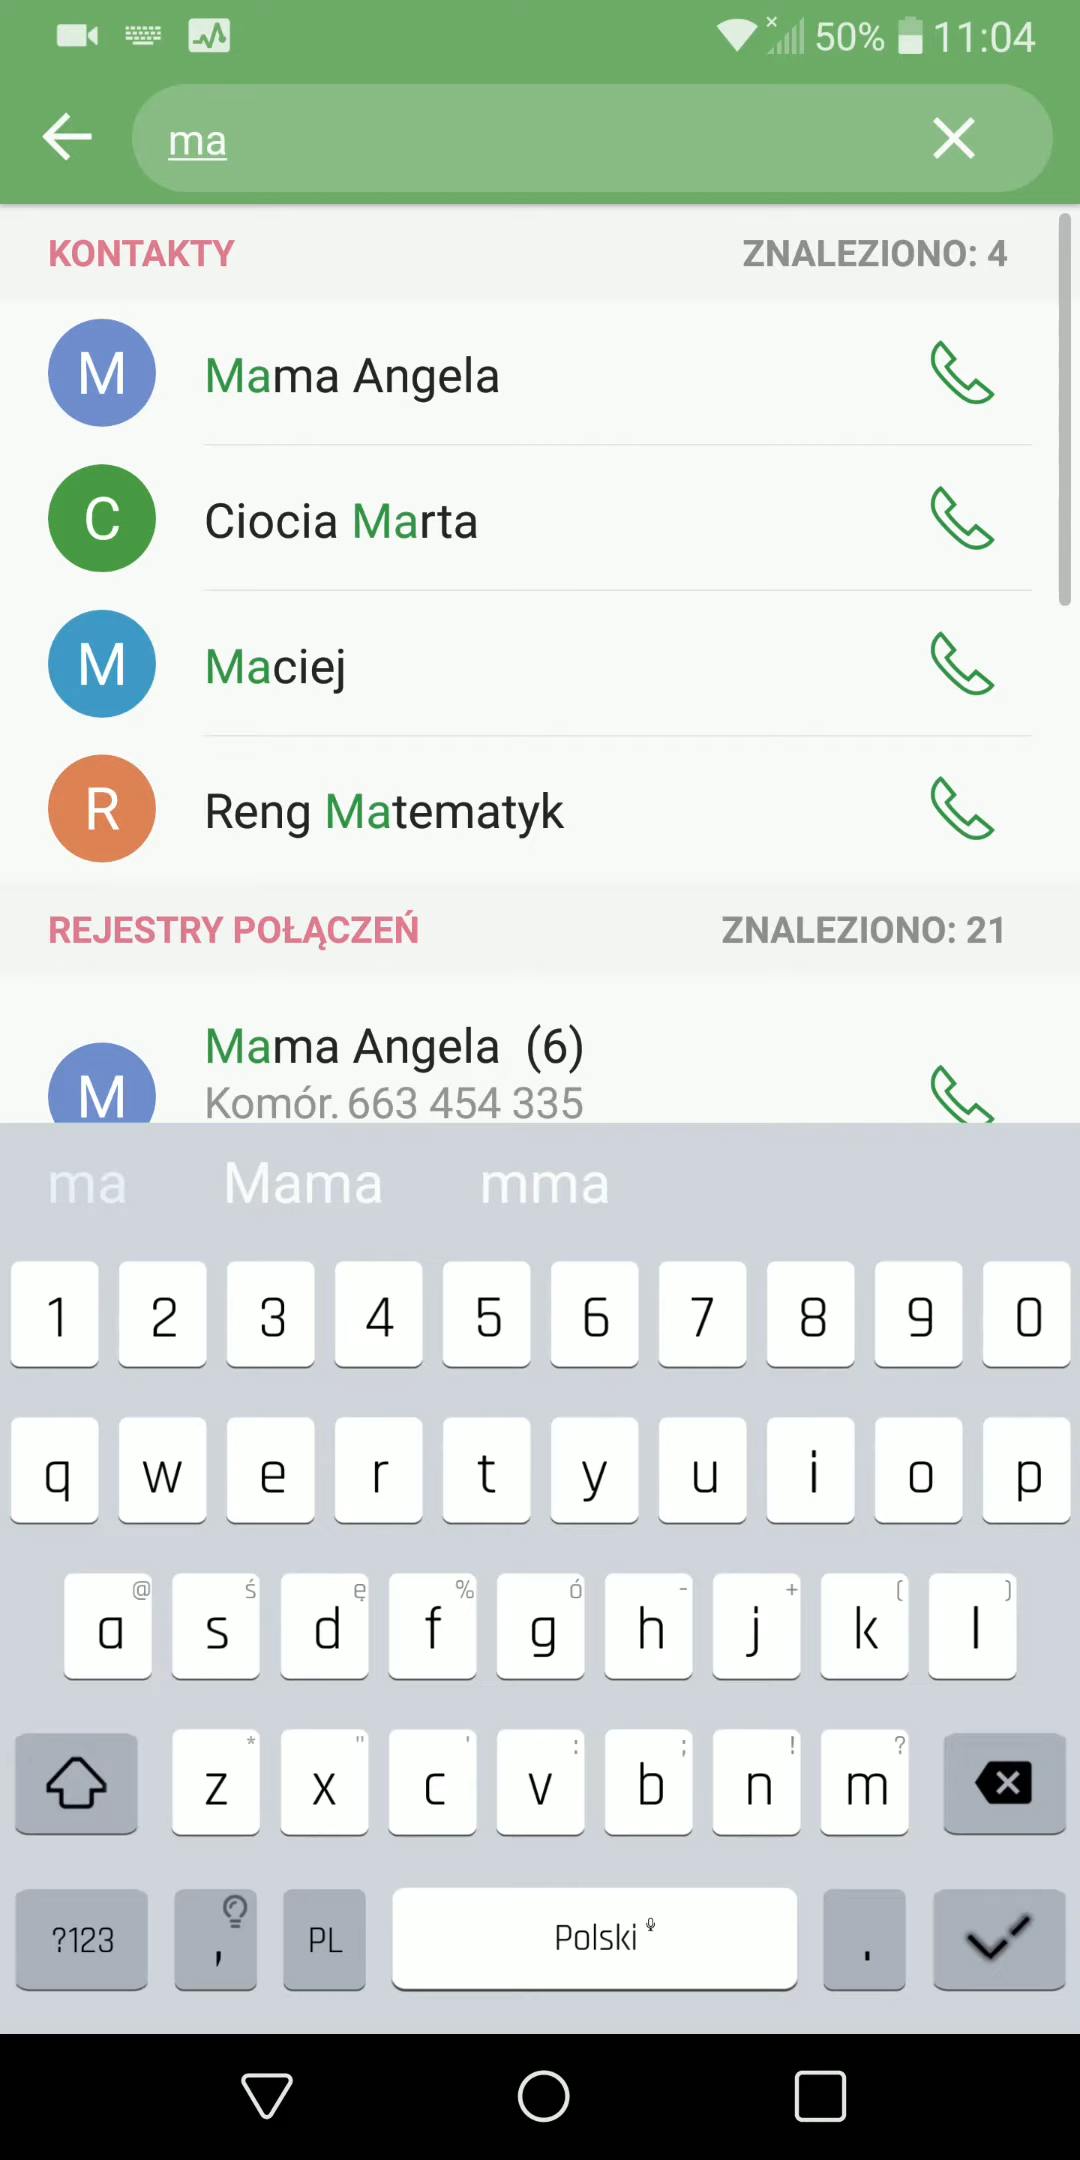 50% 11:04
ma
KONTAKTY ZNALEZIONO: 4
M Mama Angela
C Ciocia Marta
M Maciej
R Reng Matematyk
REJESTRY POŁĄCZEŃ ZNALEZIONO: 21
Mama Angela (6)
M Komór. 663 454 335
ma Mama mma
1 2 3 4 5 6 7 8 9 0
q w e r t y u i o p
@ ś ę % ó - + ( )
a s d f g h j k l
* " ' : ; ! ?
z x c v b n m
?123 , PL Polski .